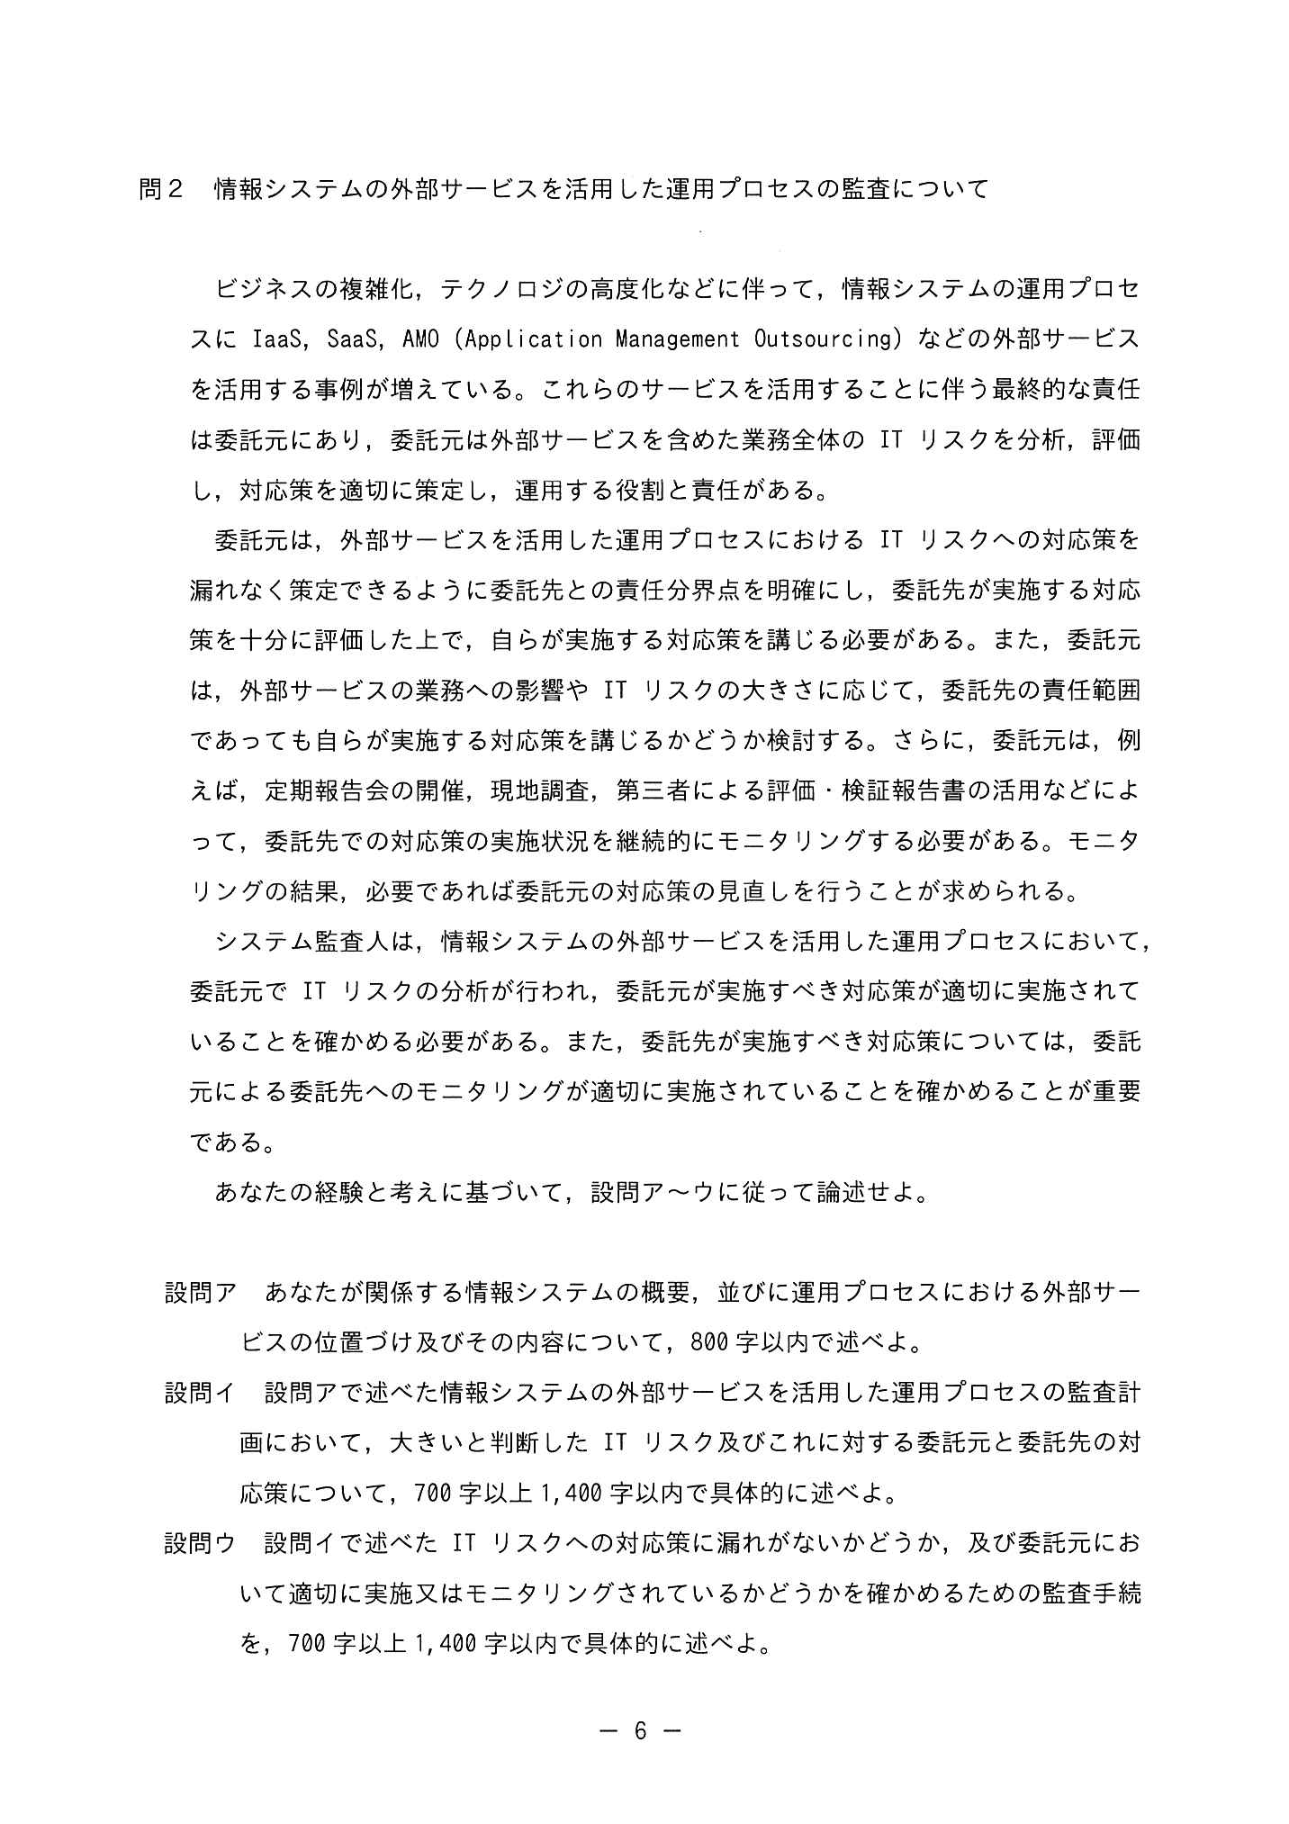 問２　情報システムの外部サービスを活用した運用プロセスの監査について
ビジネスの複雑化，テクノロジの高度化などに伴って，情報システムの運用プロセ
スに IaaS，SaaS，AMO（Application Management Outsourcing）などの外部サービス
を活用する事例が増えている。これらのサービスを活用することに伴う最終的な責任
は委託元にあり，委託元は外部サービスを含めた業務全体の IT リスクを分析，評価
し，対応策を適切に策定し，運用する役割と責任がある。
委託元は，外部サービスを活用した運用プロセスにおける IT リスクへの対応策を
漏れなく策定できるように委託先との責任分界点を明確にし，委託先が実施する対応
策を十分に評価した上で，自らが実施する対応策を講じる必要がある。また，委託元
は，外部サービスの業務への影響や IT リスクの大きさに応じて，委託先の責任範囲
であっても自らが実施する対応策を講じるかどうか検討する。さらに，委託元は，例
えば，定期報告会の開催，現地調査，第三者による評価・検証報告書の活用などによ
って，委託先での対応策の実施状況を継続的にモニタリングする必要がある。モニタ
リングの結果，必要であれば委託元の対応策の見直しを行うことが求められる。
システム監査人は，情報システムの外部サービスを活用した運用プロセスにおいて，
委託元で IT リスクの分析が行われ，委託元が実施すべき対応策が適切に実施されて
いることを確かめる必要がある。また，委託先が実施すべき対応策については，委託
元による委託先へのモニタリングが適切に実施されていることを確かめることが重要
である。
あなたの経験と考えに基づいて，設問ア～ウに従って論述せよ。
設問ア　あなたが関係する情報システムの概要，並びに運用プロセスにおける外部サー
ビスの位置づけ及びその内容について，800 字以内で述べよ。
設問イ　設問アで述べた情報システムの外部サービスを活用した運用プロセスの監査計
画において，大きいと判断した IT リスク及びこれに対する委託元と委託先の対
応策について，700 字以上 1,400 字以内で具体的に述べよ。
設問ウ　設問イで述べた IT リスクへの対応策に漏れがないかどうか，及び委託元にお
いて適切に実施又はモニタリングされているかどうかを確かめるための監査手続
を，700 字以上 1,400 字以内で具体的に述べよ。
― 6 ―